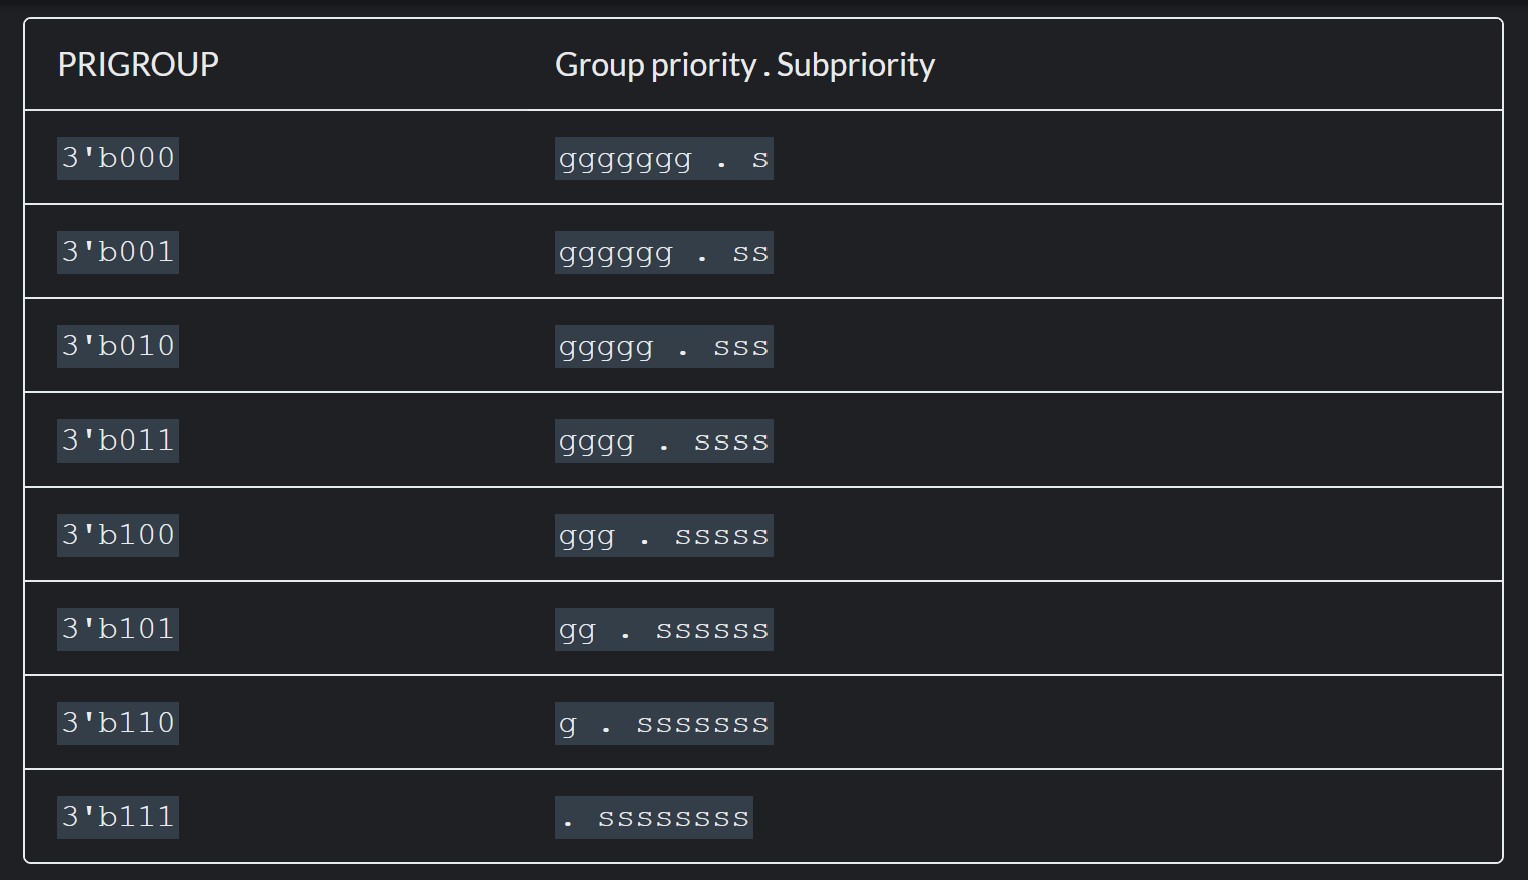 PRIGROUP Group priority . Subpriority
3'b000 ggggggg . s
3'b001 gggggg . ss
3'b010 ggggg . sss
3'b011 gggg . ssss
3'b100 ggg . sssss
3'b101 gg . ssssss
3'b110 g . sssssss
3'b111 . ssssssss